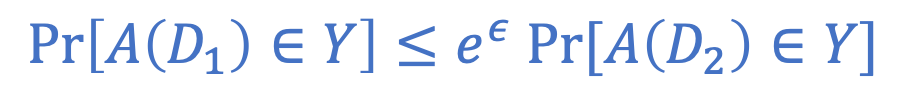 Pr[𝐴(𝐷₁) ∈ 𝑌] ≤ 𝑒^𝜖 Pr[𝐴(𝐷₂) ∈ 𝑌]